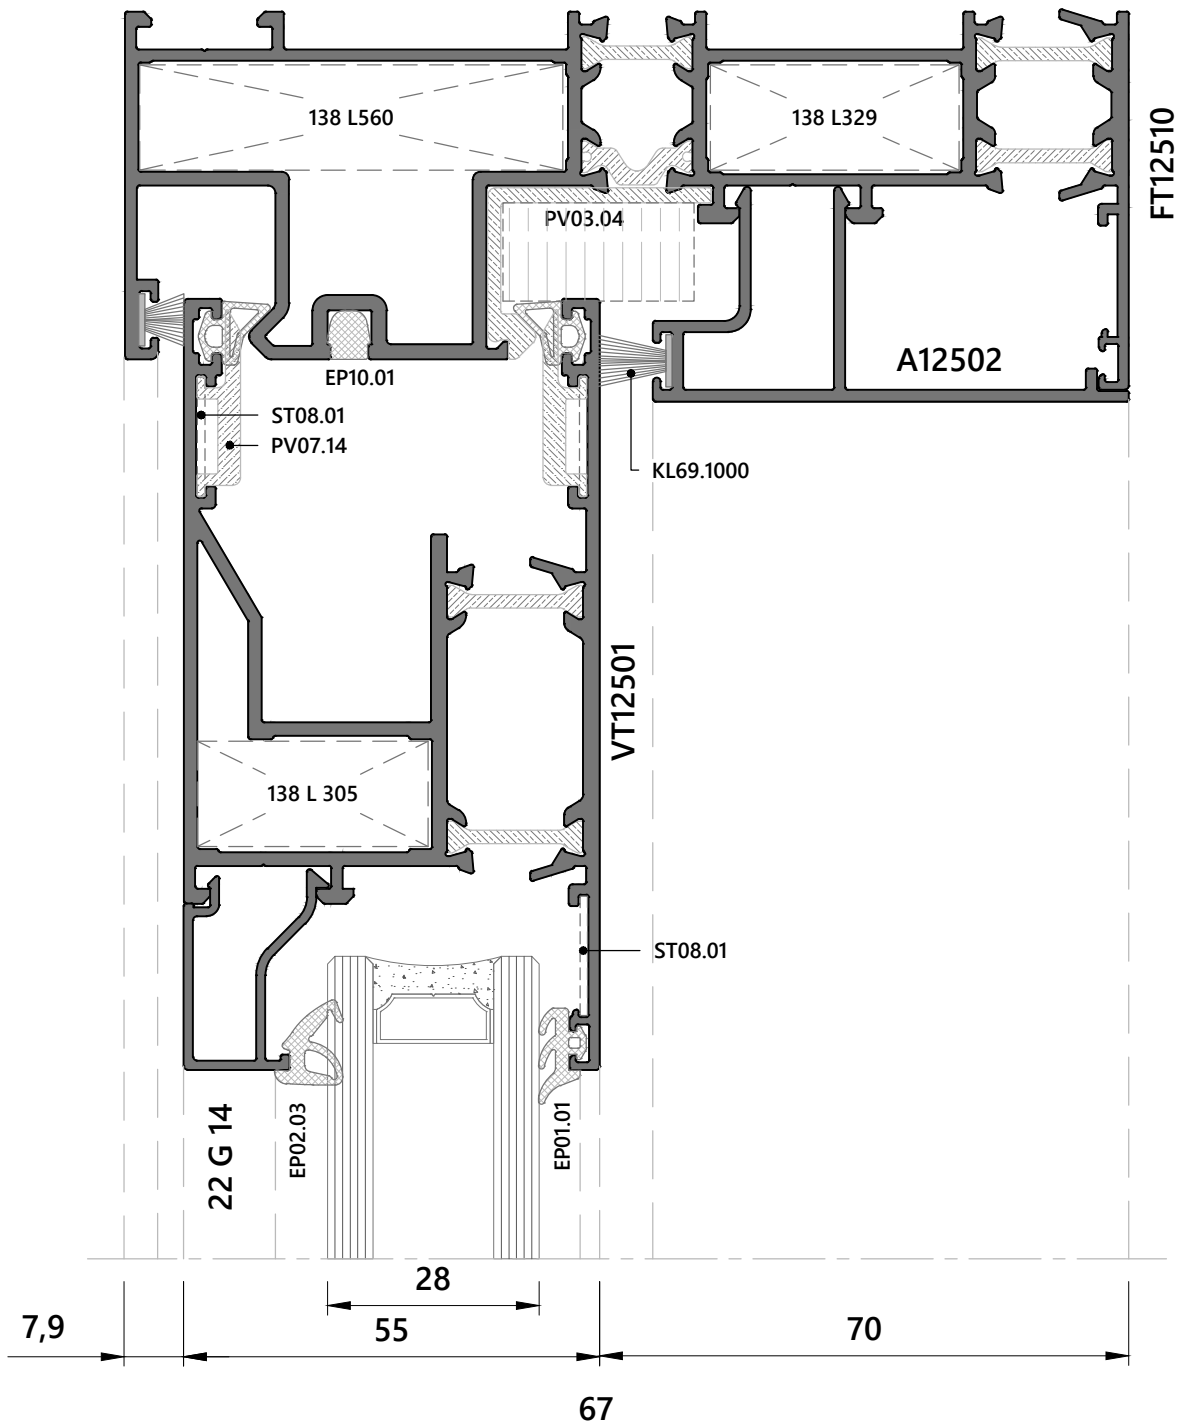 138 L560
138 L329
FT12510
PV03.04
A12502
EP10.01
ST08.01
PV07.14
KL69.1000
VT12501
138 L 305
ST08.01
22 G 14
EP02.03
EP01.01
28
7,9
55
70
67